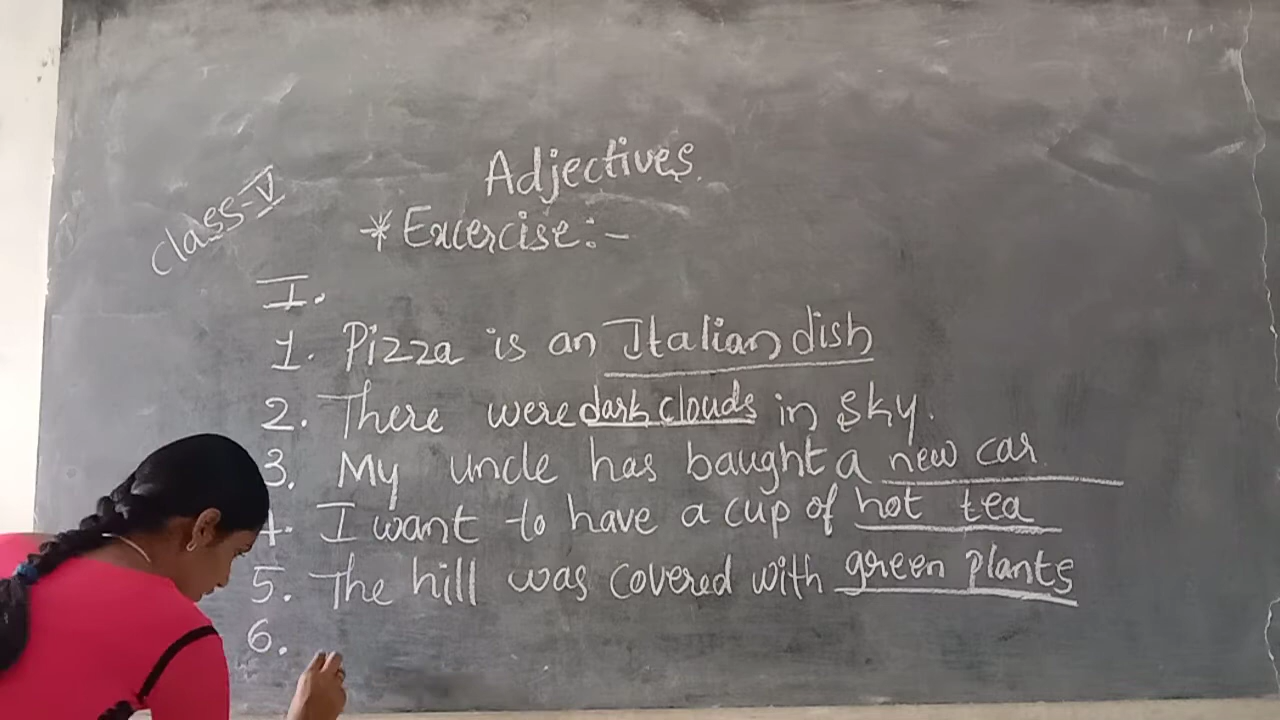 Adjectives.
Class-V
* Excercise:-
I.
1. Pizza is an Italian dish
2. There were dark clouds in sky.
3. My uncle has baught a new car
4. I want to have a cup of hot tea
5. The hill was covered with green plants
6.